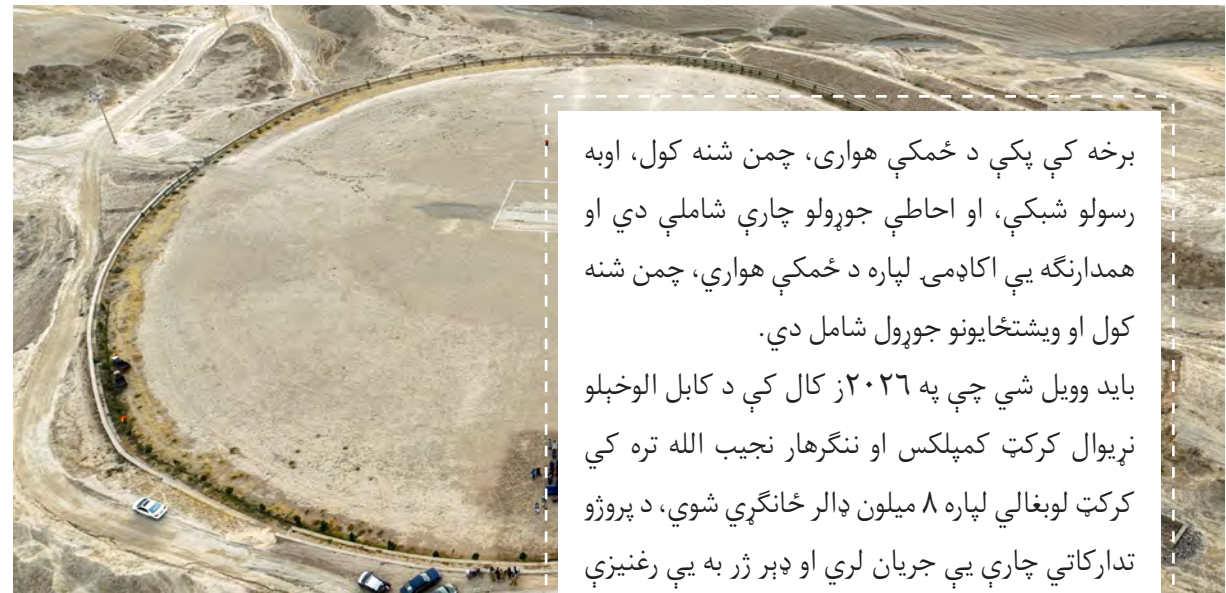 برخه کې پکې د ځمکې هواری، چمن شنه کول، اوبه
رسولو شبکې، او احاطې جوړولو چارې شاملې دي او
همدارنګه یې اکاډمۍ لپاره د ځمکې هوارې، چمن شنه
کول او ویشتځایونو جوړول شامل دي.
باید وویل شي چې په ۲۰۲٦ز کال کې د کابل الوخېلو
نړیوال کرکټ کمپلکس او ننګرهار نجیب الله تره کي
کرکټ لوبغالي لپاره ۸ میلون ډالر ځانګړي شوي، د پروژو
تدارکاتي چارې یې جریان لري او ډېر ژر به یې رغنیزې